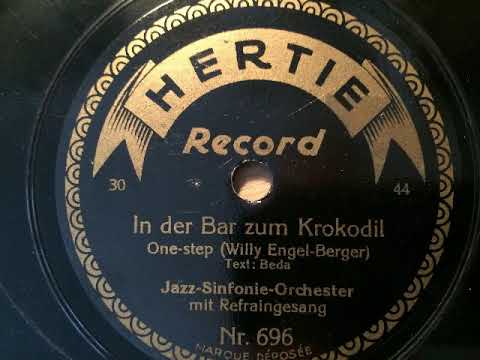 HERTIE
Record
30 44
In der Bar zum Krokodil
One-step (Willy Engel-Berger)
Text: Beda
Jazz-Sinfonie-Orchester
mit Refraingesang
Nr. 696
MARQUE DÉPOSÉE